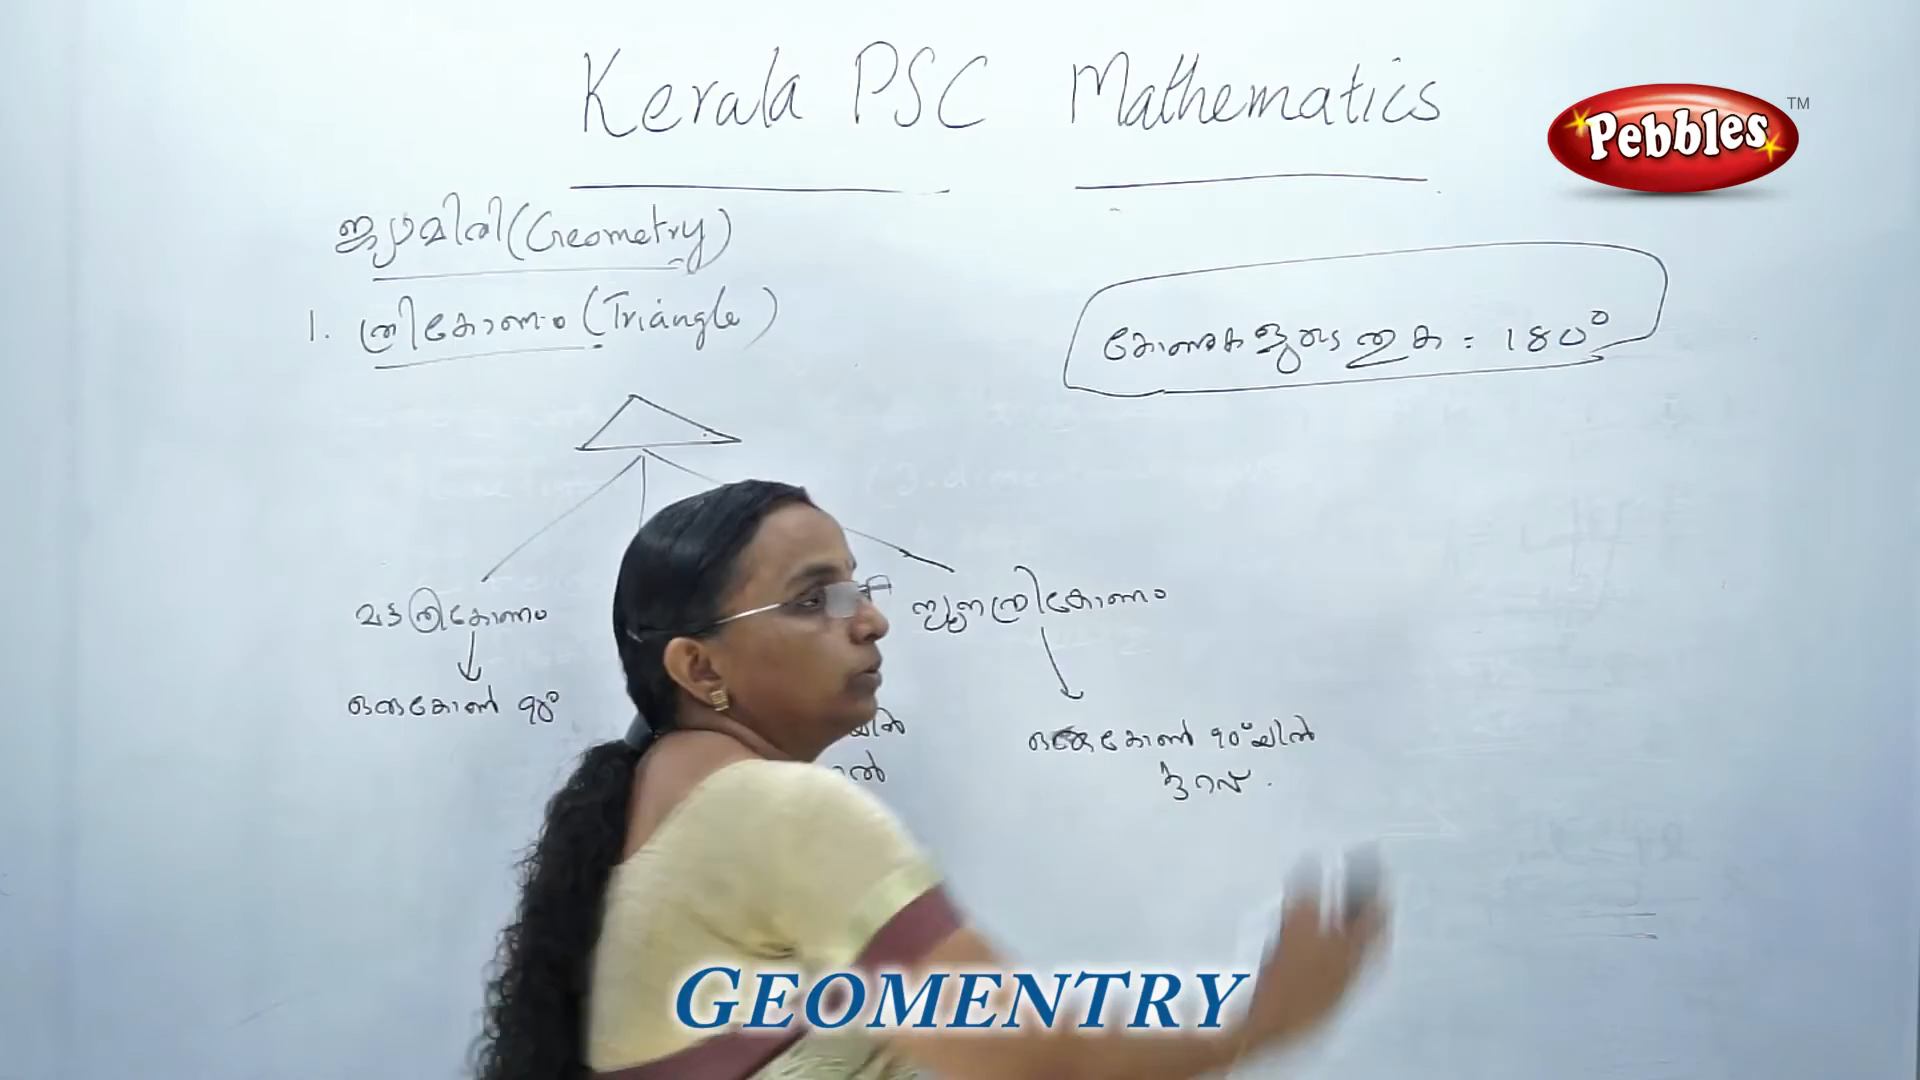 Kerala PSC Mathematics
Pebbles TM
ജ്യാമിതി (Geometry)
1. ത്രികോണം (Triangle)
കോണുകളുടെ തുക = 180°
മട്ടത്രികോണം
ന്യൂനത്രികോണം
ഒരുകോൺ 90°
യിൽ
ഒരുകോൺ 90°യിൽ
കുറവ്.
GEOMENTRY